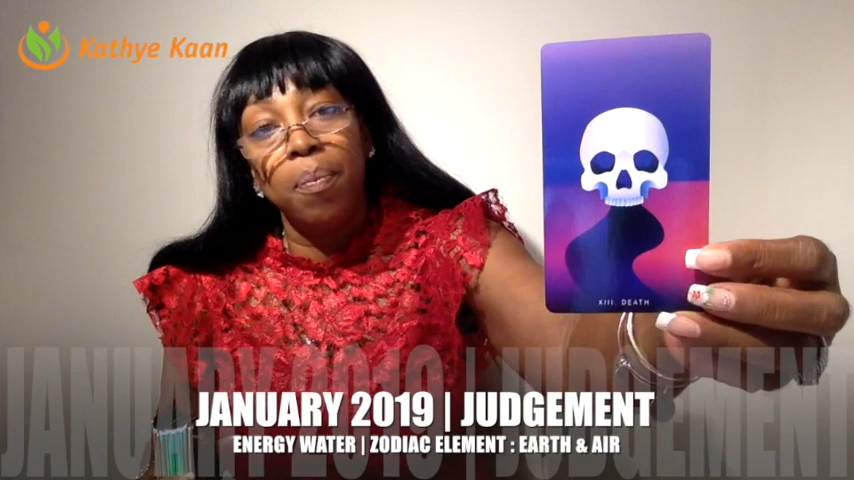 Kathye Kaan
XIII. DEATH
JANUARY 2019 | JUDGEMENT
JANUARY 2019 | JUDGEMENT
ENERGY WATER | ZODIAC ELEMENT : EARTH & AIR